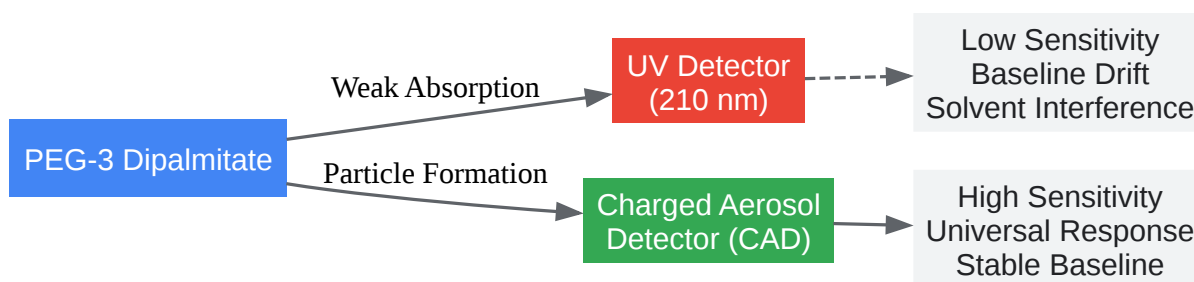 PEG-3 Dipalmitate
Weak Absorption
Particle Formation
UV Detector
(210 nm)
Charged Aerosol
Detector (CAD)
Low Sensitivity
Baseline Drift
Solvent Interference
High Sensitivity
Universal Response
Stable Baseline